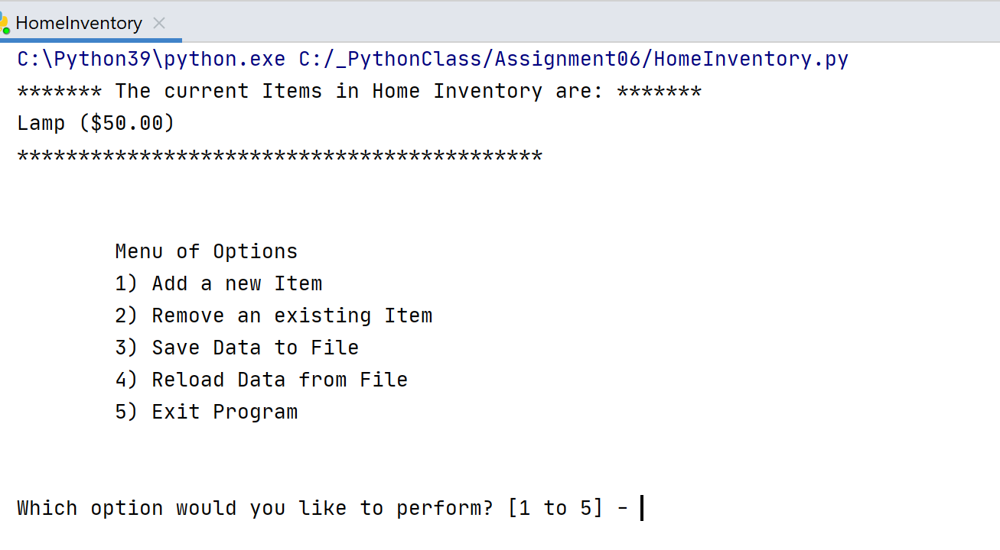 HomeInventory
C:\Python39\python.exe C:/_PythonClass/Assignment06/HomeInventory.py
******* The current Items in Home Inventory are: *******
Lamp ($50.00)
*******************************************
Menu of Options
1) Add a new Item
2) Remove an existing Item
3) Save Data to File
4) Reload Data from File
5) Exit Program
Which option would you like to perform? [1 to 5] -